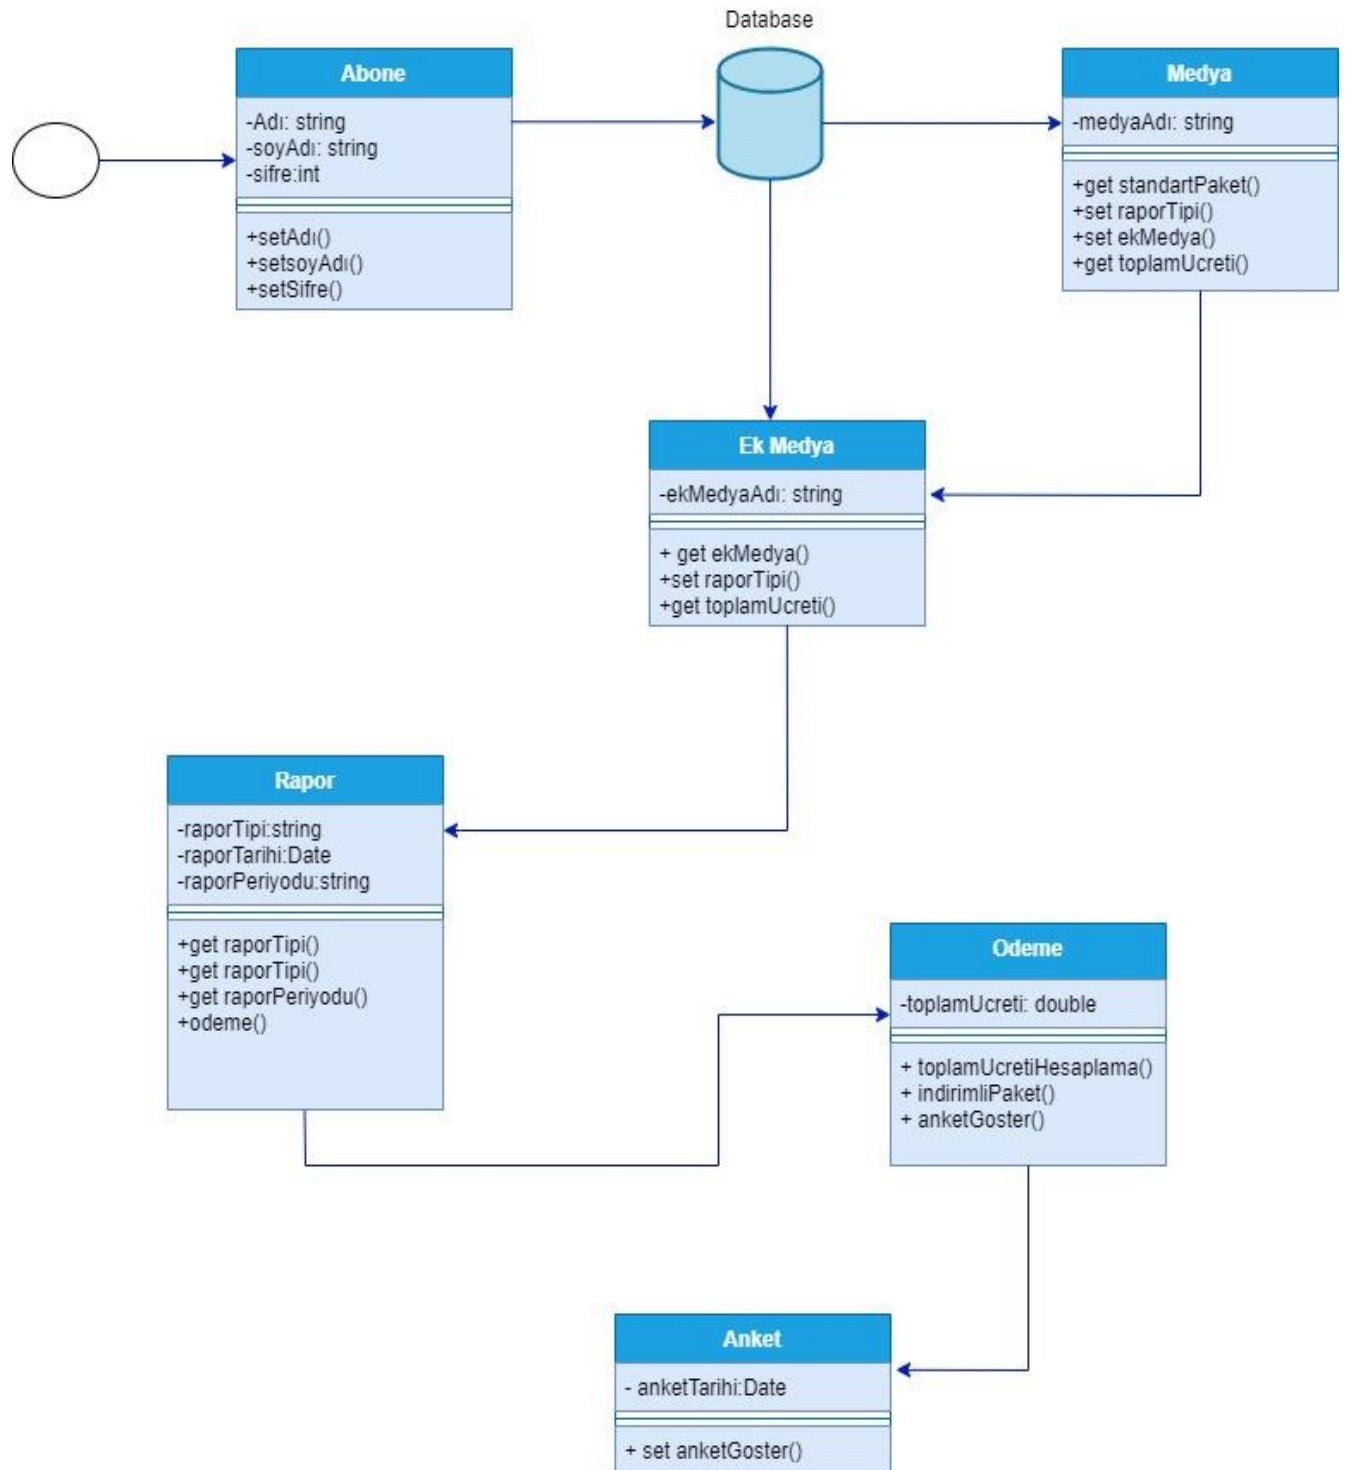 Database
Abone
-Adı: string
-soyAdı: string
-sifre:int
+setAdı()
+setsoyAdı()
+setSifre()
Medya
-medyaAdı: string
+get standartPaket()
+set raporTipi()
+set ekMedya()
+get toplamUcreti()
Ek Medya
-ekMedyaAdı: string
+ get ekMedya()
+set raporTipi()
+get toplamUcreti()
Rapor
-raporTipi:string
-raporTarihi:Date
-raporPeriyodu:string
+get raporTipi()
+get raporTipi()
+get raporPeriyodu()
+odeme()
Odeme
-toplamUcreti: double
+ toplamUcretiHesaplama()
+ indirimliPaket()
+ anketGoster()
Anket
- anketTarihi:Date
+ set anketGoster()